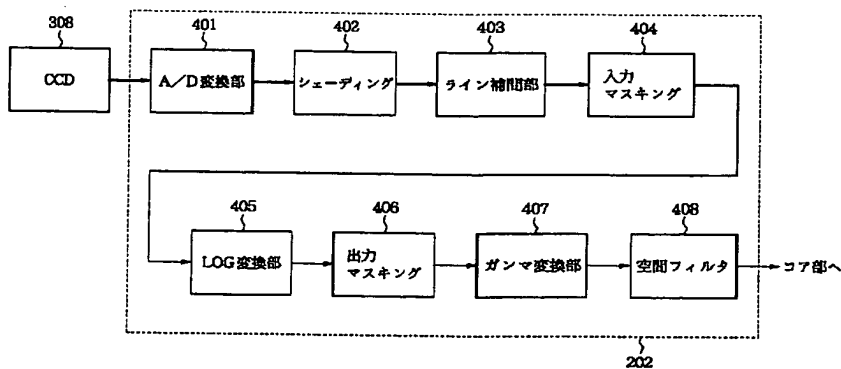 308
401
402
403
404
CCD
A/D変換部
シェーディング
ライン補間部
入力
マスキング
405
406
407
408
LOG変換部
出力
マスキング
ガンマ変換部
空間フィルタ
コア部へ
202